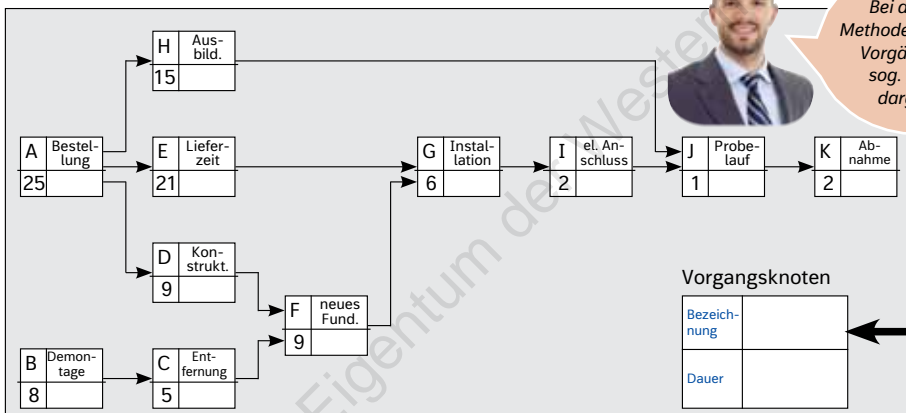 Bei d
Methode
Vorgä
sog.
darg
H Aus-
bild.
15
A Bestel-
lung
25
E Liefer-
zeit
21
G Instal-
lation
6
I el. An-
schluss
2
J Probe-
lauf
1
K Ab-
nahme
2
D Kon-
strukt.
9
F neues
Fund.
9
B Demon-
tage
8
C Ent-
fernung
5
Vorgangsknoten
Bezeich-
nung
Dauer
Eigentum der Wester